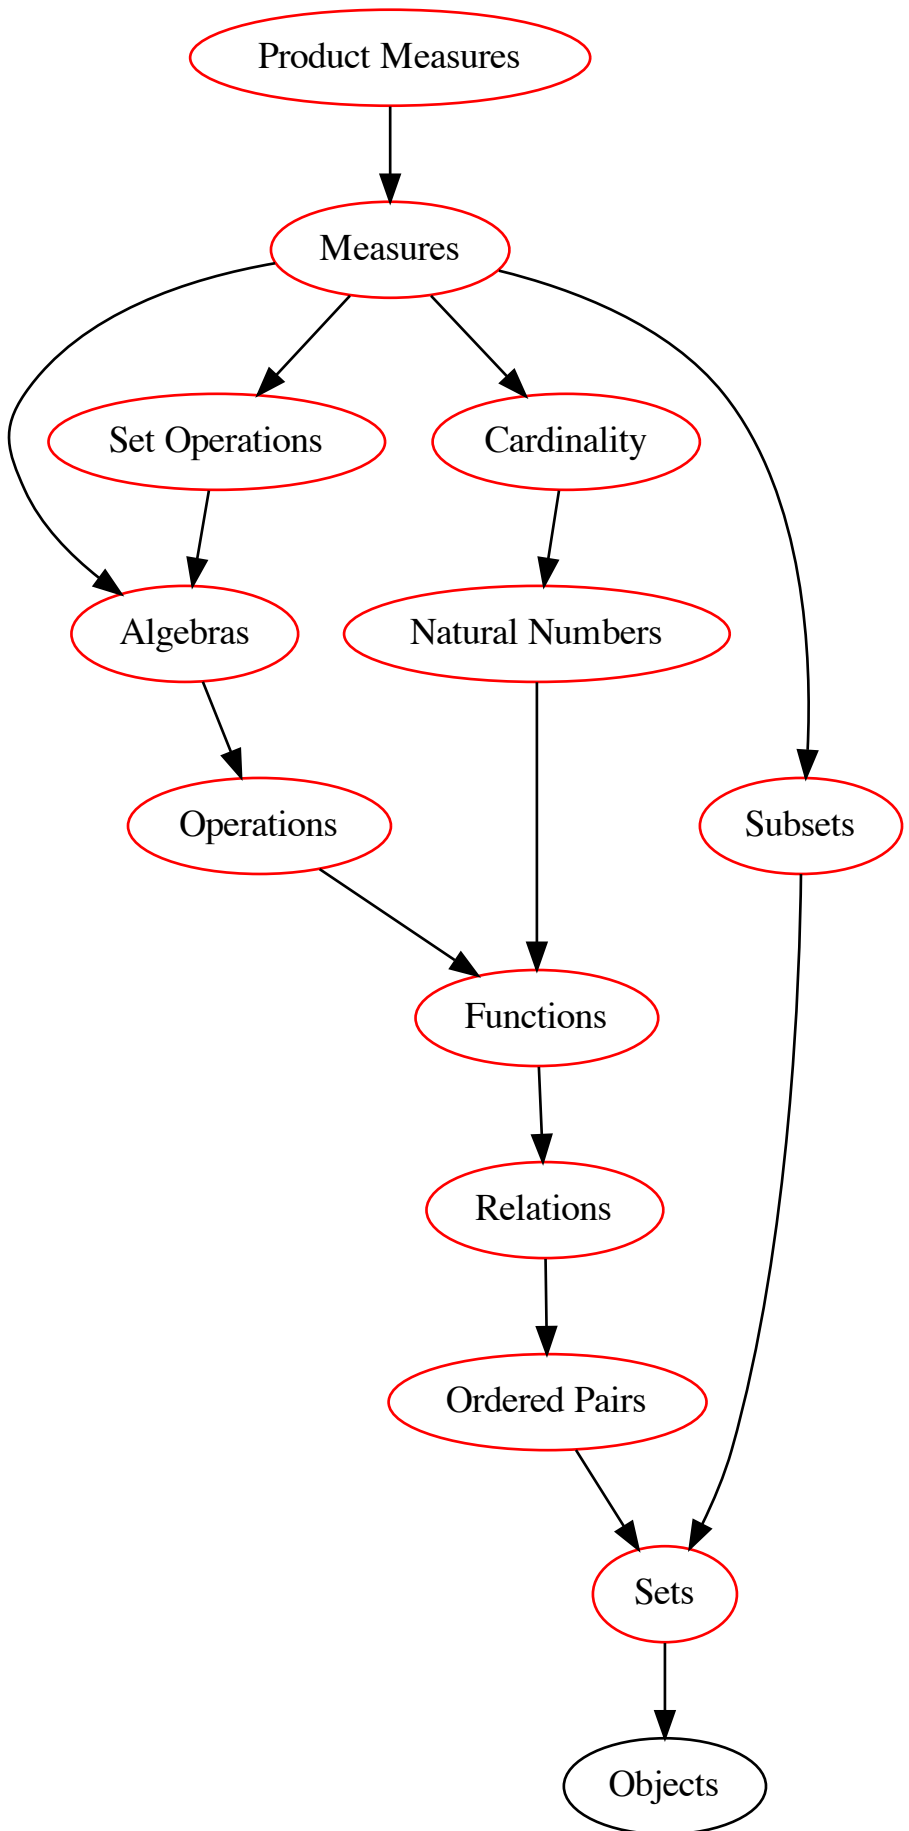 Product Measures
Measures
Set Operations
Cardinality
Algebras
Natural Numbers
Operations
Subsets
Functions
Relations
Ordered Pairs
Sets
Objects